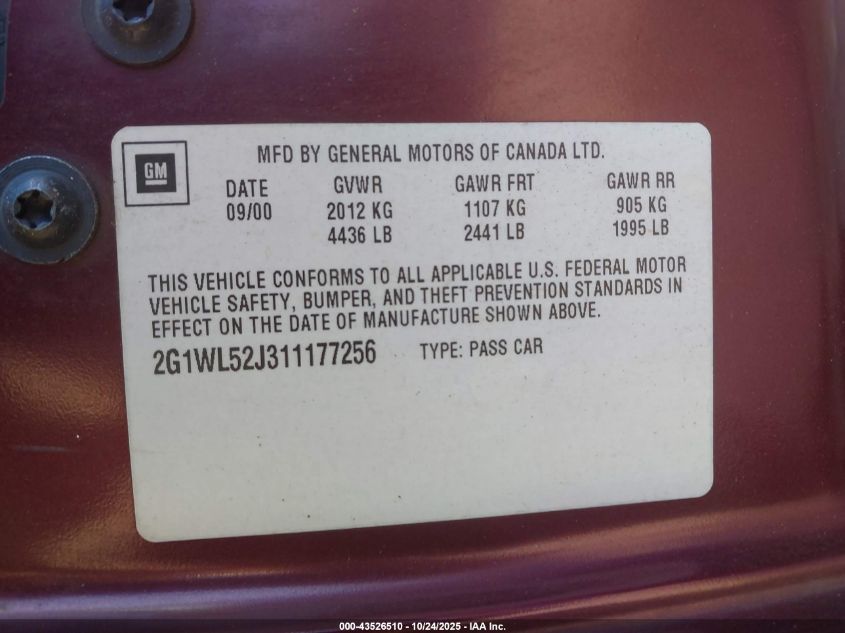 MFD BY GENERAL MOTORS OF CANADA LTD.
GM
DATE GVWR GAWR FRT GAWR RR
09/00 2012 KG 1107 KG 905 KG
4436 LB 2441 LB 1995 LB
THIS VEHICLE CONFORMS TO ALL APPLICABLE U.S. FEDERAL MOTOR
VEHICLE SAFETY, BUMPER, AND THEFT PREVENTION STANDARDS IN
EFFECT ON THE DATE OF MANUFACTURE SHOWN ABOVE.
2G1WL52J311177256 TYPE: PASS CAR
000-43526510 - 10/24/2025 - IAA Inc.